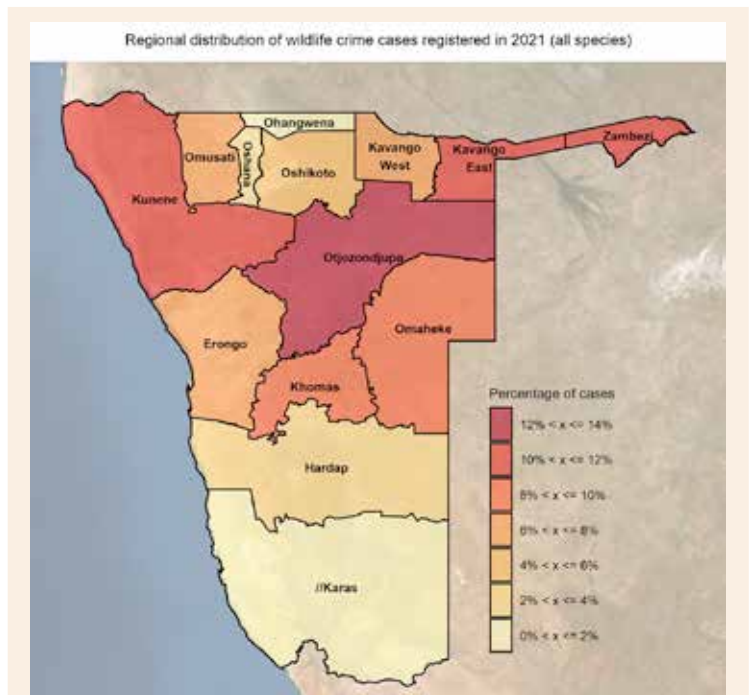 Regional distribution of wildlife crime cases registered in 2021 (all species)
Ohangwena
Omusati
Oshana
Oshikoto
Kavango
West
Kavango
East
Zambezi
Kunene
Otjozondjupa
Omaheke
Erongo
Khomas
Hardap
//Karas
Percentage of cases
12% < x <= 14%
10% < x <= 12%
8% < x <= 10%
6% < x <= 8%
4% < x <= 6%
2% < x <= 4%
0% < x <= 2%